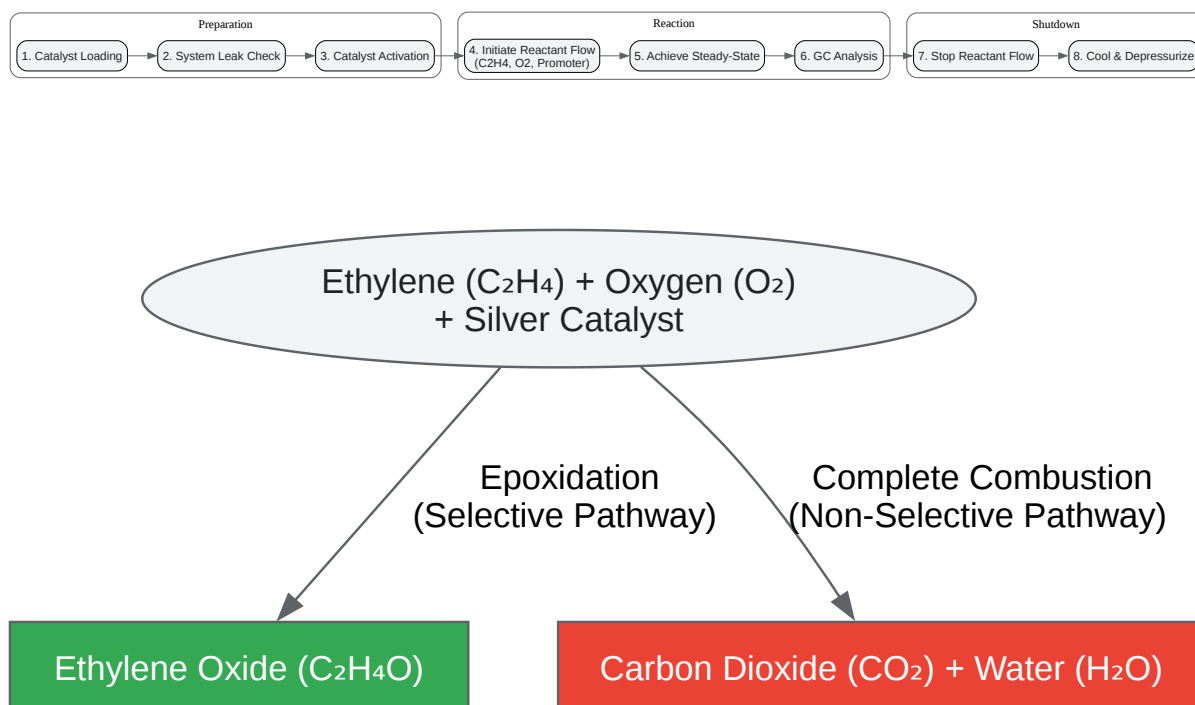 Preparation
Reaction
Shutdown
1. Catalyst Loading
2. System Leak Check
3. Catalyst Activation
4. Initiate Reactant Flow
(C2H4, O2, Promoter)
5. Achieve Steady-State
6. GC Analysis
7. Stop Reactant Flow
8. Cool & Depressurize
Ethylene (C₂H₄) + Oxygen (O₂)
+ Silver Catalyst
Epoxidation
(Selective Pathway)
Complete Combustion
(Non-Selective Pathway)
Ethylene Oxide (C₂H₄O)
Carbon Dioxide (CO₂) + Water (H₂O)